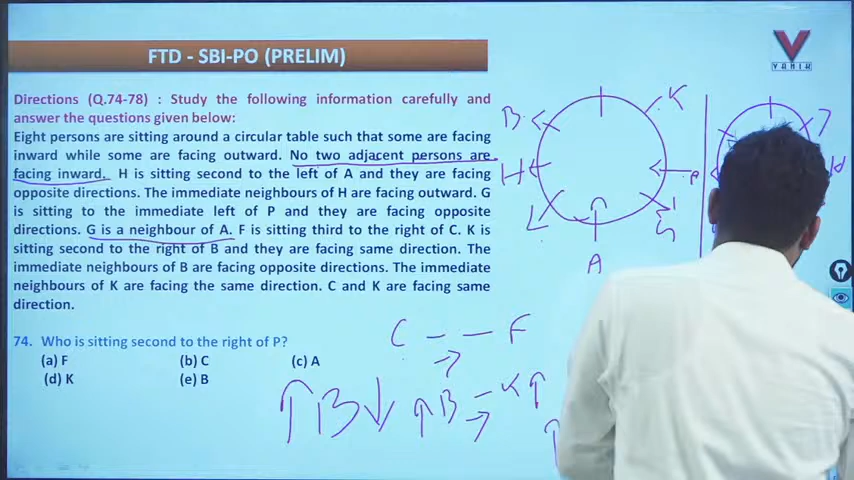 FTD - SBI-PO (PRELIM)
VARIK
Directions (Q.74-78) : Study the following information carefully and
answer the questions given below:
Eight persons are sitting around a circular table such that some are facing
inward while some are facing outward. No two adjacent persons are
facing inward. H is sitting second to the left of A and they are facing
opposite directions. The immediate neighbours of H are facing outward. G
is sitting to the immediate left of P and they are facing opposite
directions. G is a neighbour of A. F is sitting third to the right of C. K is
sitting second to the right of B and they are facing same direction. The
immediate neighbours of B are facing opposite directions. The immediate
neighbours of K are facing the same direction. C and K are facing same
direction.
74. Who is sitting second to the right of P?
(a) F (b) C (c) A
(d) K (e) B
B K
H P
L G
A
C F
B B K